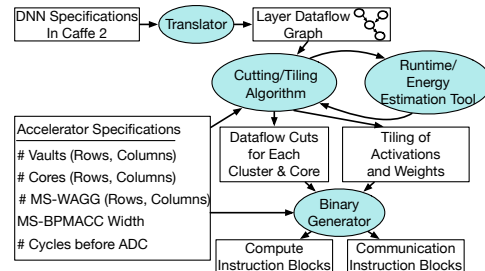 DNN Specifications
In Caffe 2
Translator
Layer Dataflow
Graph
Cutting/Tiling
Algorithm
Runtime/
Energy
Estimation Tool
Accelerator Specifications
# Vaults (Rows, Columns)
# Cores (Rows, Columns)
# MS-WAGG (Rows, Columns)
MS-BPMACC Width
# Cycles before ADC
Dataflow Cuts
for Each
Cluster & Core
Tiling of
Activations
and Weights
Binary
Generator
Compute
Instruction Blocks
Communication
Instruction Blocks